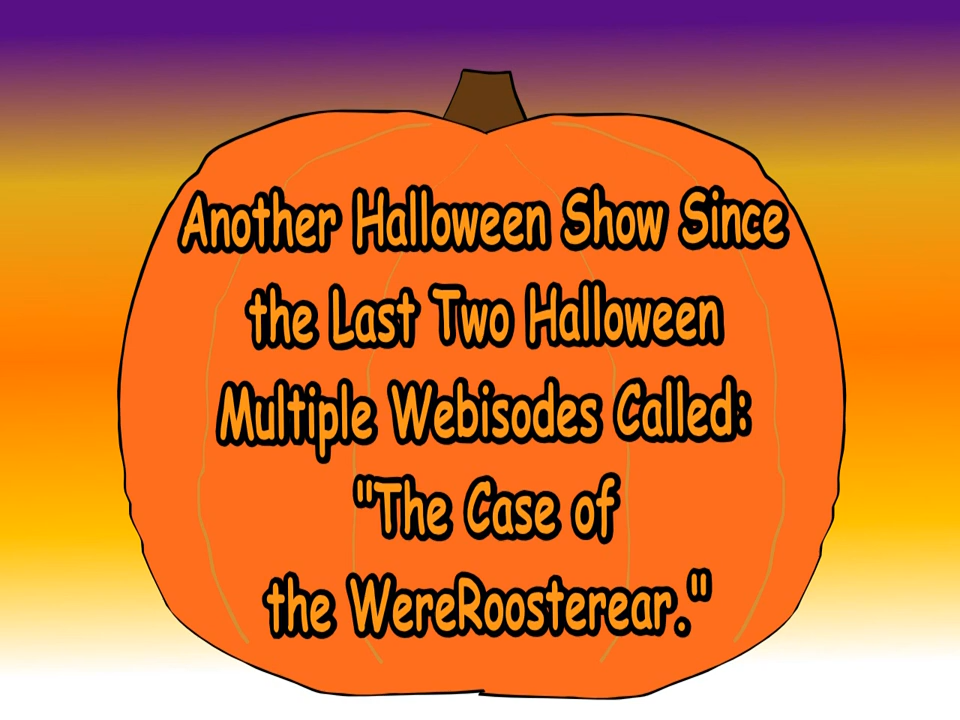 Another Halloween Show Since
the Last Two Halloween
Multiple Webisodes Called:
"The Case of
the WereRoosterear."